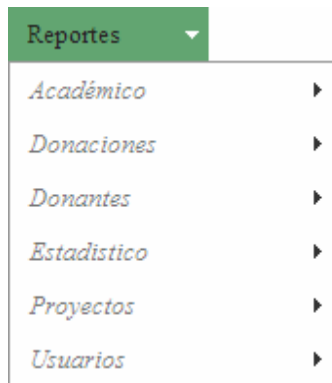 Reportes
Académico
Donaciones
Donantes
Estadistico
Proyectos
Usuarios